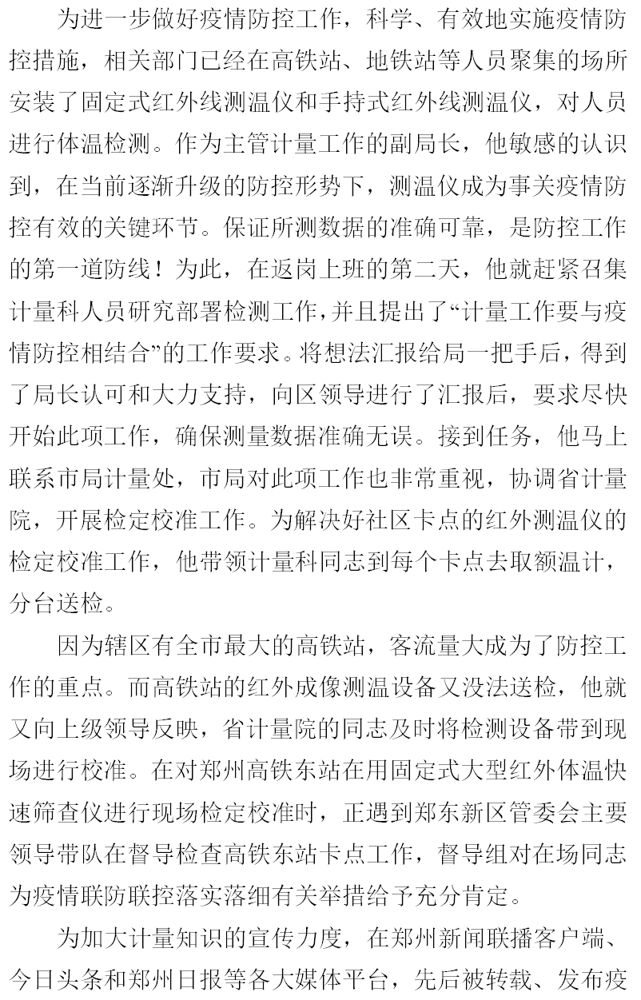 为进一步做好疫情防控工作，科学、有效地实施疫情防
控措施，相关部门已经在高铁站、地铁站等人员聚集的场所
安装了固定式红外线测温仪和手持式红外线测温仪，对人员
进行体温检测。作为主管计量工作的副局长，他敏感的认识
到，在当前逐渐升级的防控形势下，测温仪成为事关疫情防
控有效的关键环节。保证所测数据的准确可靠，是防控工作
的第一道防线！为此，在返岗上班的第二天，他就赶紧召集
计量科人员研究部署检测工作，并且提出了“计量工作要与疫
情防控相结合”的工作要求。将想法汇报给局一把手后，得到
了局长认可和大力支持，向区领导进行了汇报后，要求尽快
开始此项工作，确保测量数据准确无误。接到任务，他马上
联系市局计量处，市局对此项工作也非常重视，协调省计量
院，开展检定校准工作。为解决好社区卡点的红外测温仪的
检定校准工作，他带领计量科同志到每个卡点去取额温计，
分台送检。
因为辖区有全市最大的高铁站，客流量大成为了防控工
作的重点。而高铁站的红外成像测温设备又没法送检，他就
又向上级领导反映，省计量院的同志及时将检测设备带到现
场进行校准。在对郑州高铁东站在用固定式大型红外体温快
速筛查仪进行现场检定校准时，正遇到郑东新区管委会主要
领导带队在督导检查高铁东站卡点工作，督导组对在场同志
为疫情联防联控落实落细有关举措给予充分肯定。
为加大计量知识的宣传力度，在郑州新闻联播客户端、
今日头条和郑州日报等各大媒体平台，先后被转载、发布疫